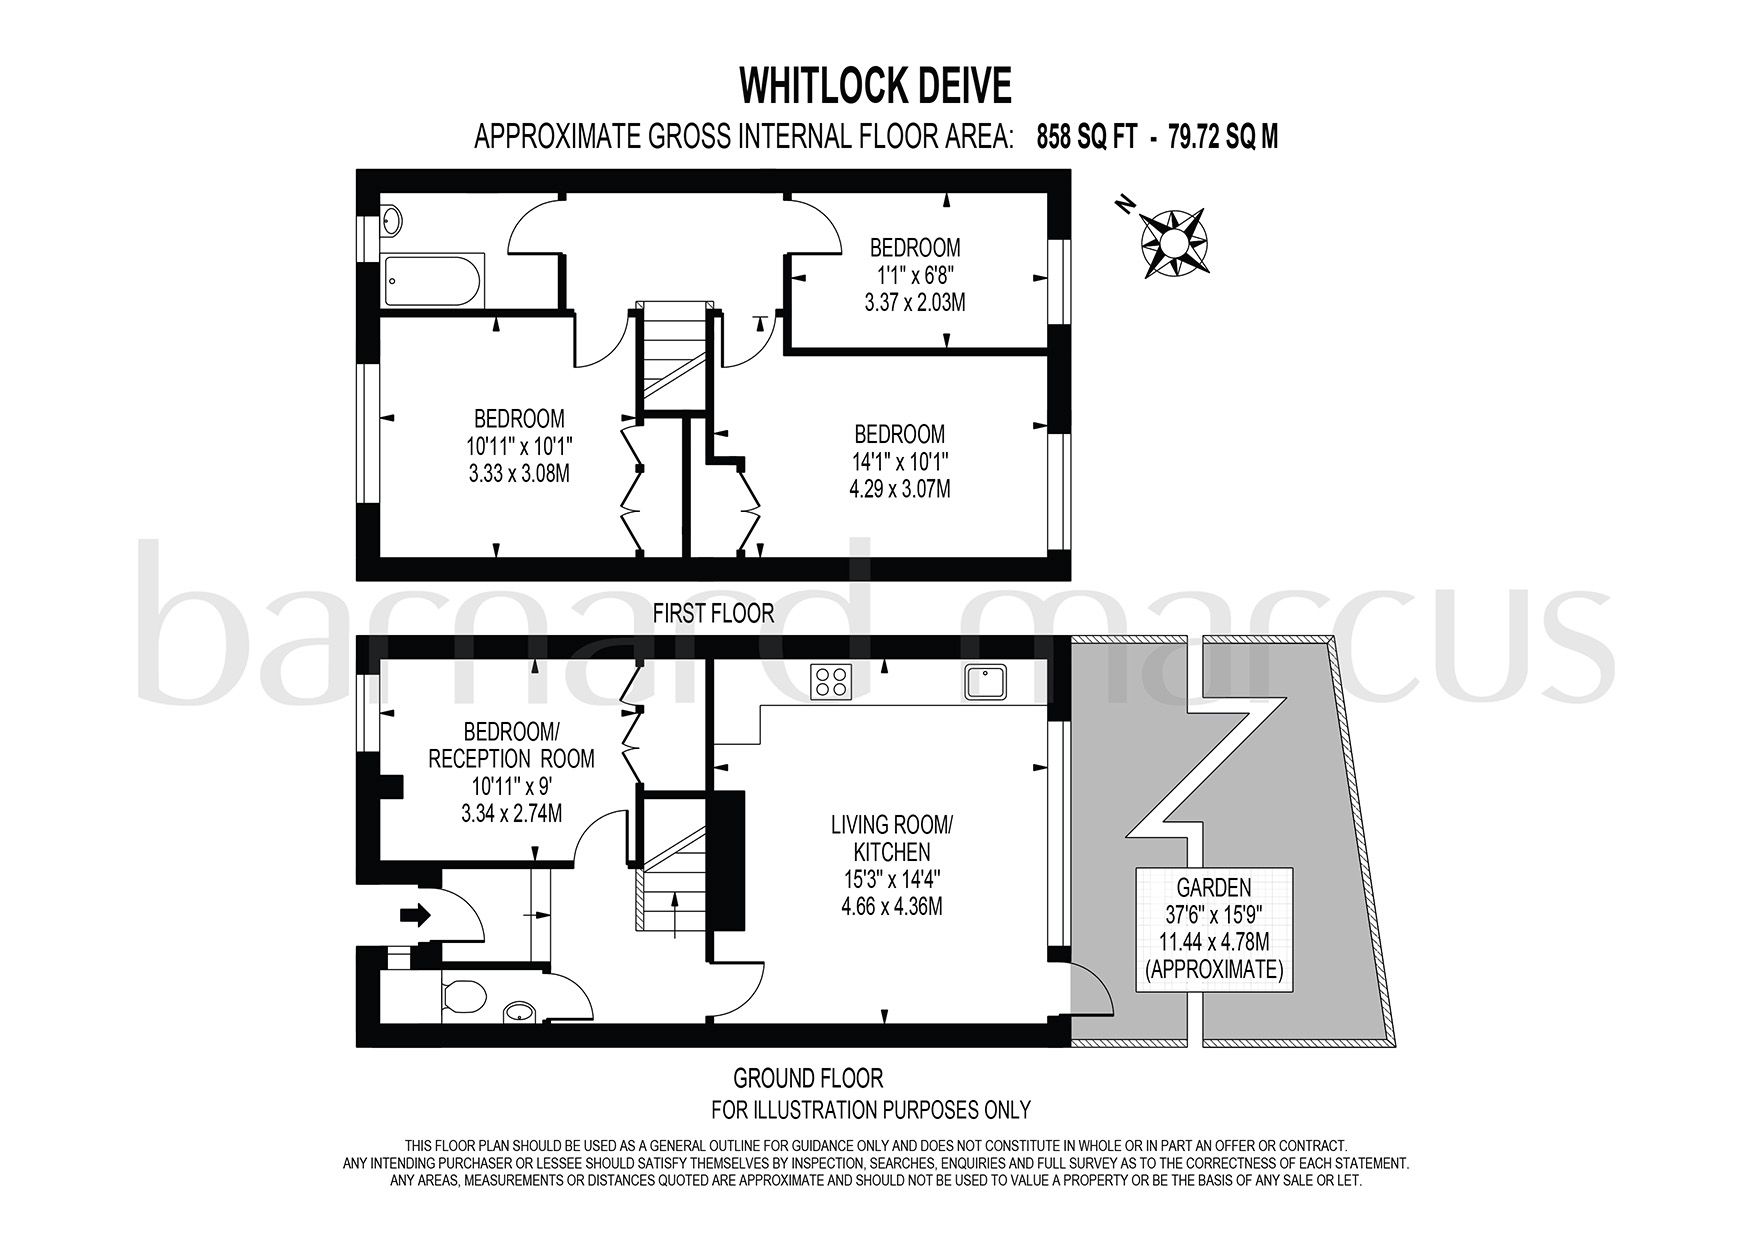 WHITLOCK DEIVE
APPROXIMATE GROSS INTERNAL FLOOR AREA: 858 SQ FT - 79.72 SQ M
N
BEDROOM
1'1" x 6'8"
3.37 x 2.03M
BEDROOM
10'11" x 10'1"
3.33 x 3.08M
BEDROOM
14'1" x 10'1"
4.29 x 3.07M
barnard marcus
FIRST FLOOR
BEDROOM/
RECEPTION ROOM
10'11" x 9'
3.34 x 2.74M
LIVING ROOM/
KITCHEN
15'3" x 14'4"
4.66 x 4.36M
GARDEN
37'6" x 15'9"
11.44 x 4.78M
(APPROXIMATE)
GROUND FLOOR
FOR ILLUSTRATION PURPOSES ONLY
THIS FLOOR PLAN SHOULD BE USED AS A GENERAL OUTLINE FOR GUIDANCE ONLY AND DOES NOT CONSTITUTE IN WHOLE OR IN PART AN OFFER OR CONTRACT.
ANY INTENDING PURCHASER OR LESSEE SHOULD SATISFY THEMSELVES BY INSPECTION, SEARCHES, ENQUIRIES AND FULL SURVEY AS TO THE CORRECTNESS OF EACH STATEMENT.
ANY AREAS, MEASUREMENTS OR DISTANCES QUOTED ARE APPROXIMATE AND SHOULD NOT BE USED TO VALUE A PROPERTY OR BE THE BASIS OF ANY SALE OR LET.